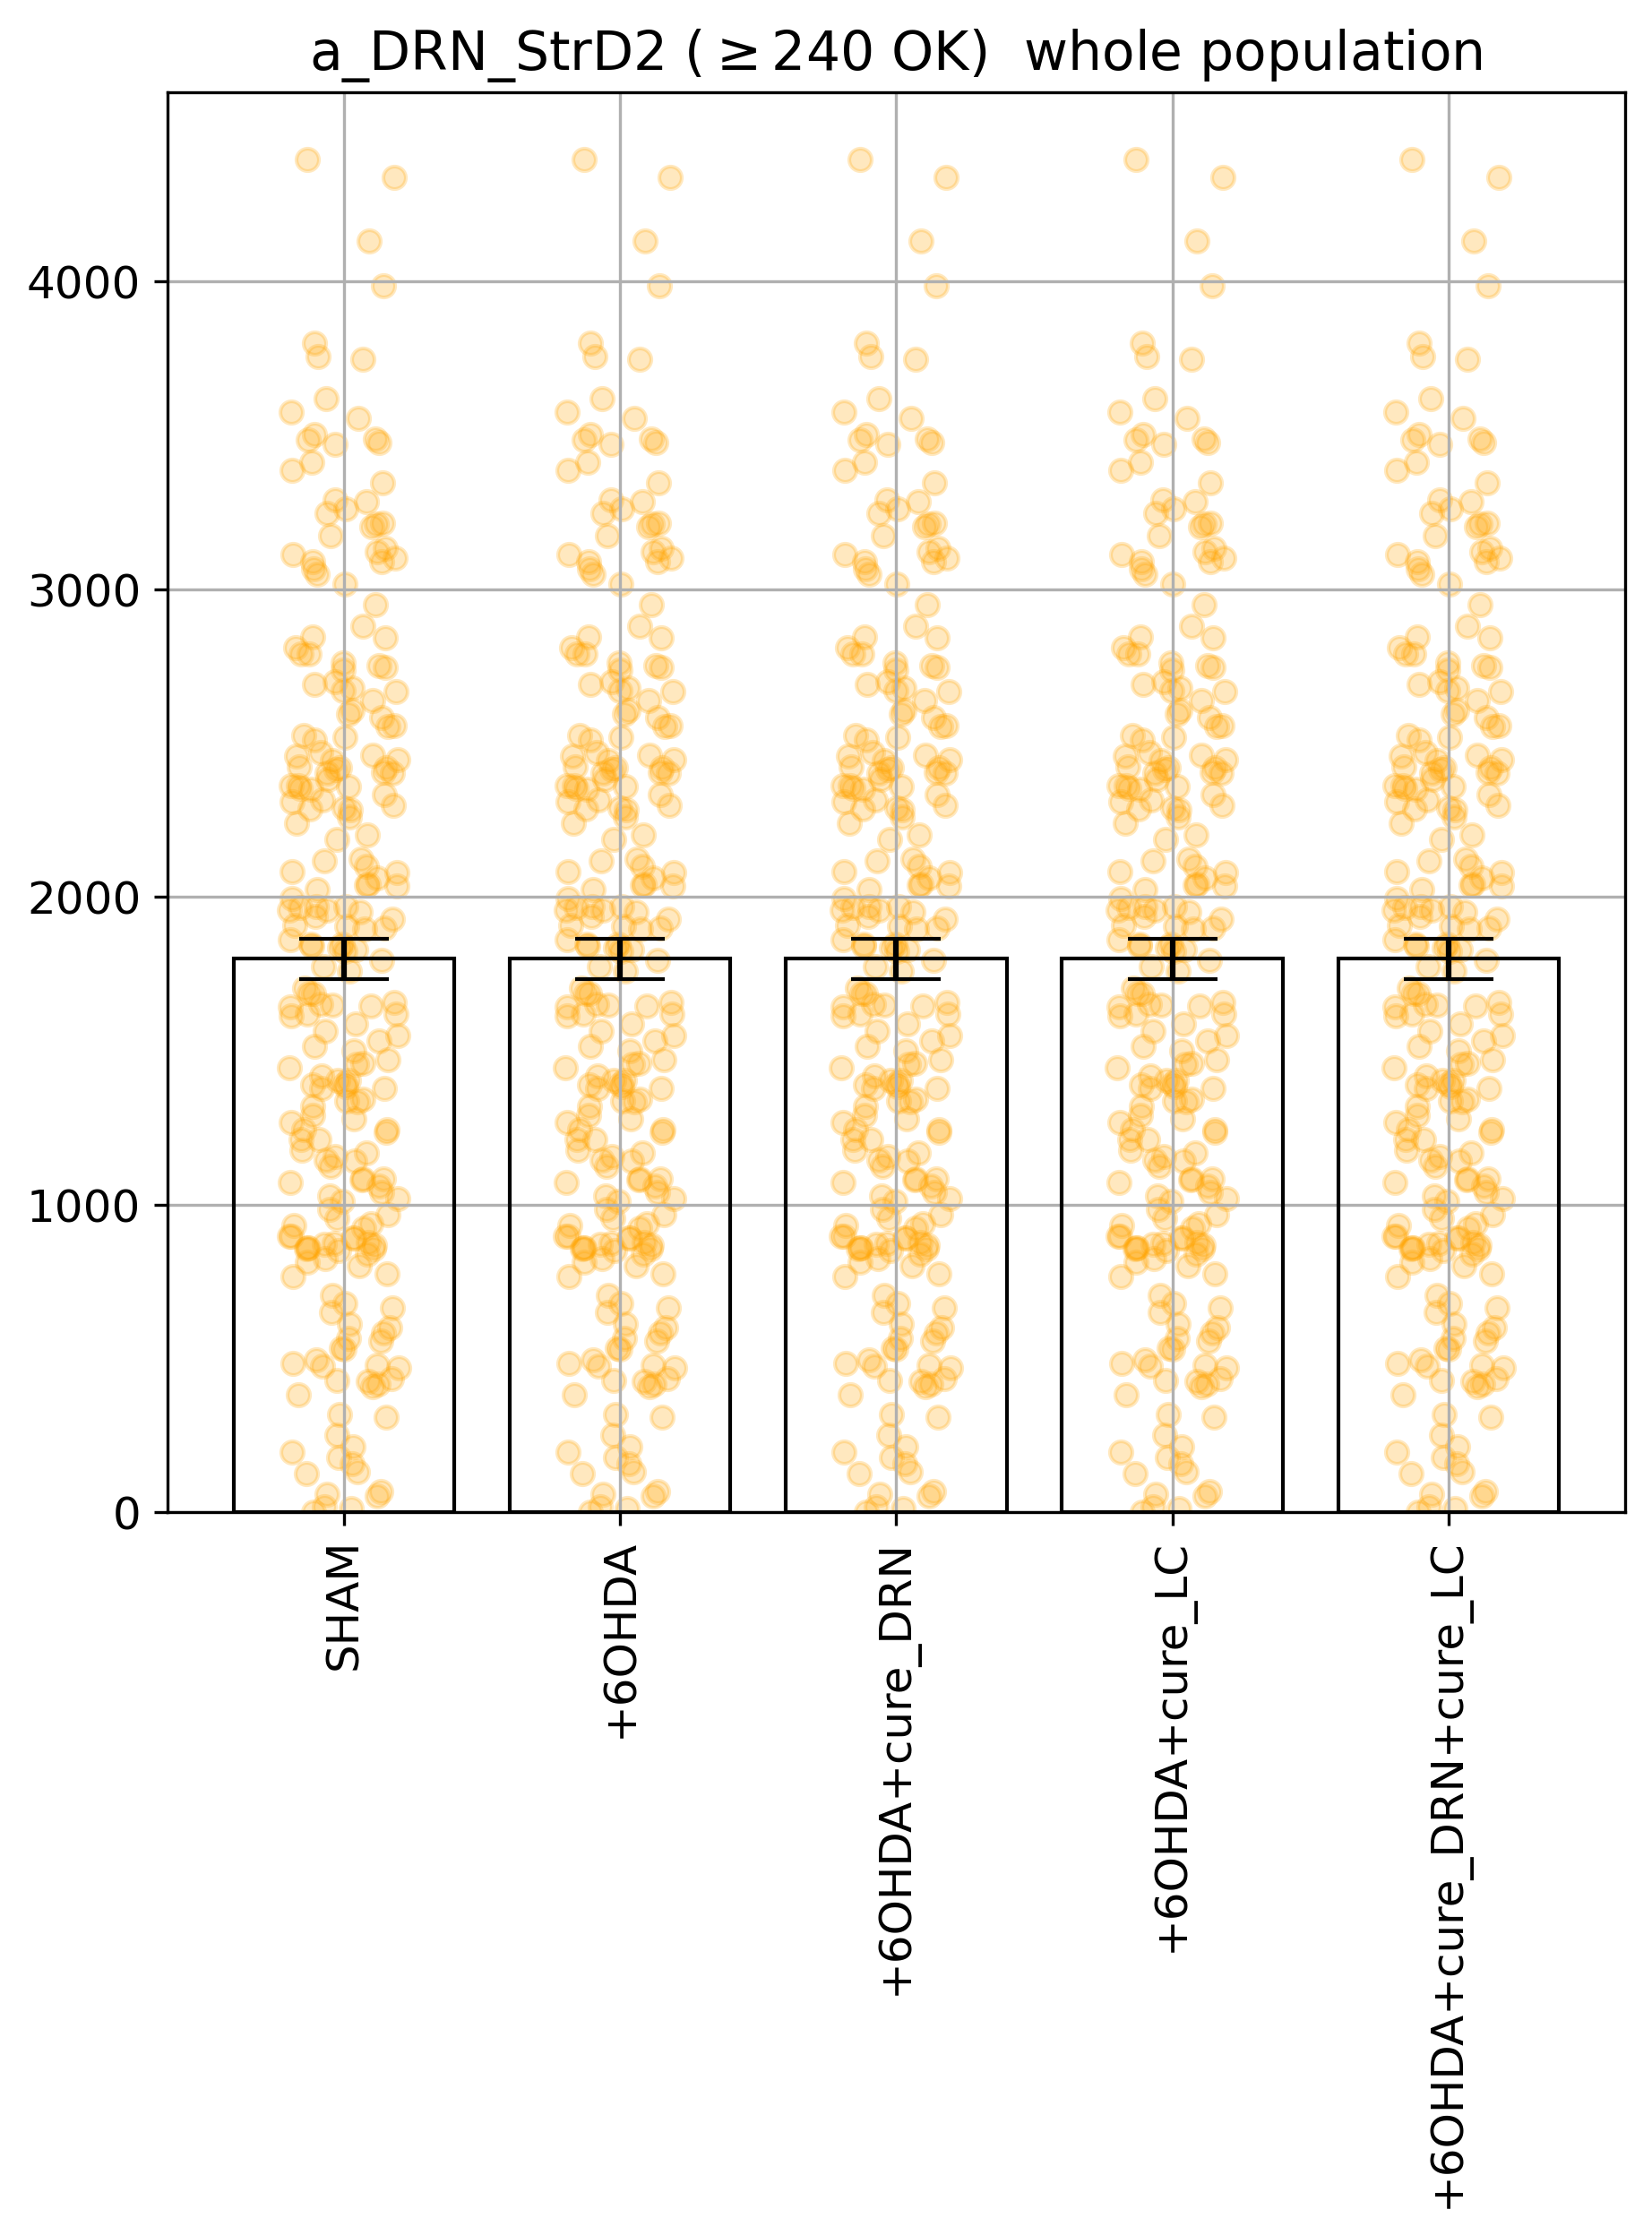 a_DRN_StrD2 ( ≥ 240 OK)  whole population
4000
3000
2000
1000
0
SHAM
+6OHDA
+6OHDA+cure_DRN
+6OHDA+cure_LC
+6OHDA+cure_DRN+cure_LC